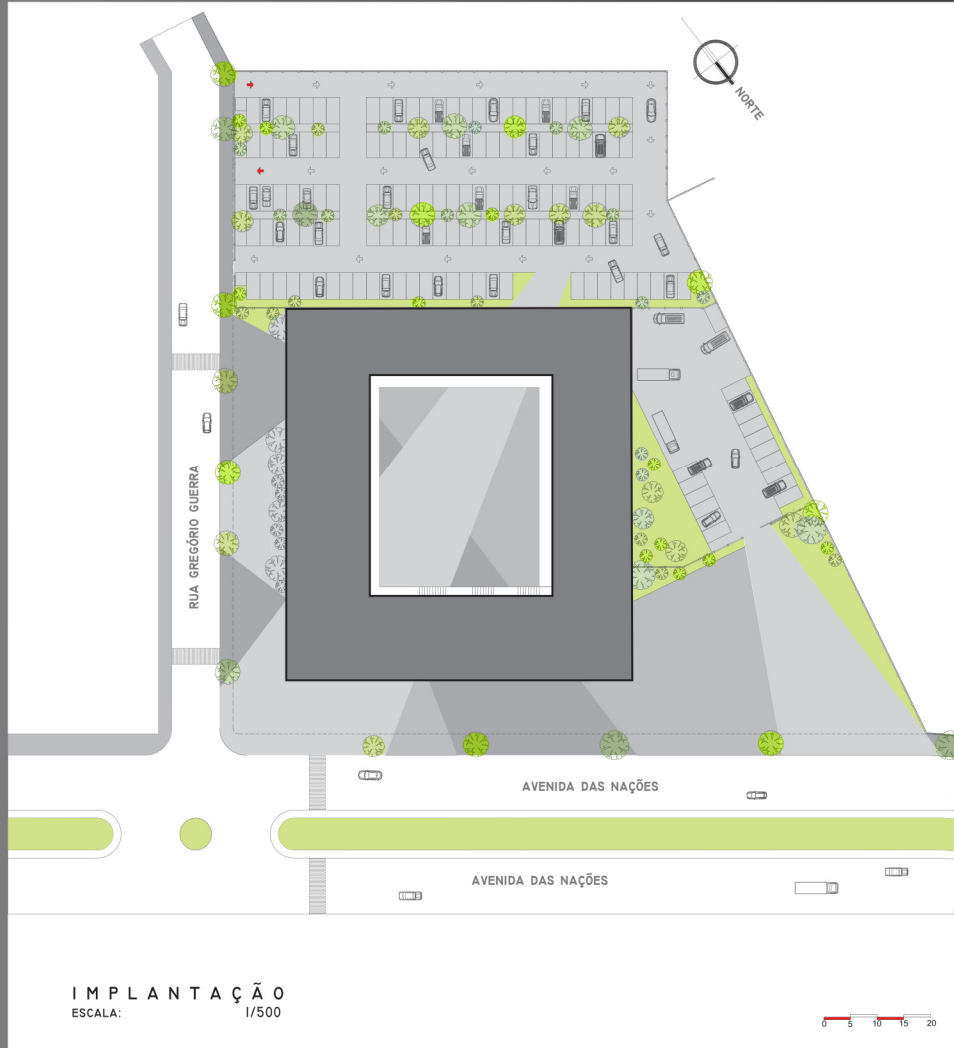 NORTE
RUA GREGÓRIO GUERRA
AVENIDA DAS NAÇÕES
AVENIDA DAS NAÇÕES
IMPLANTAÇÃO
ESCALA: 1/500
0 5 10 15 20